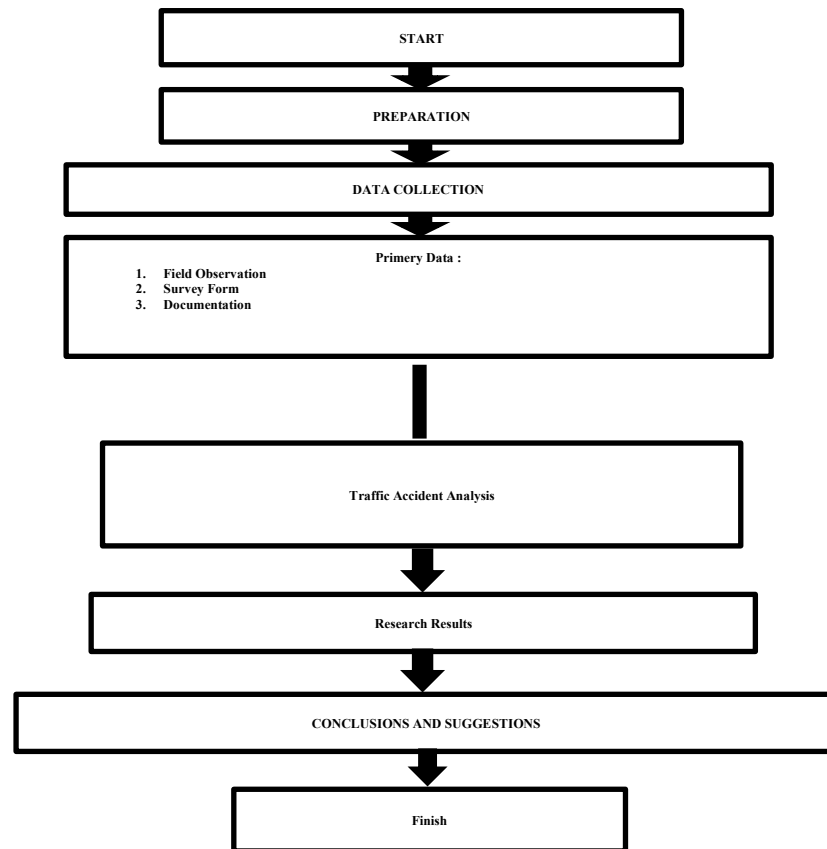 START
PREPARATION
DATA COLLECTION
Primery Data :
1. Field Observation
2. Survey Form
3. Documentation
Traffic Accident Analysis
Research Results
CONCLUSIONS AND SUGGESTIONS
Finish